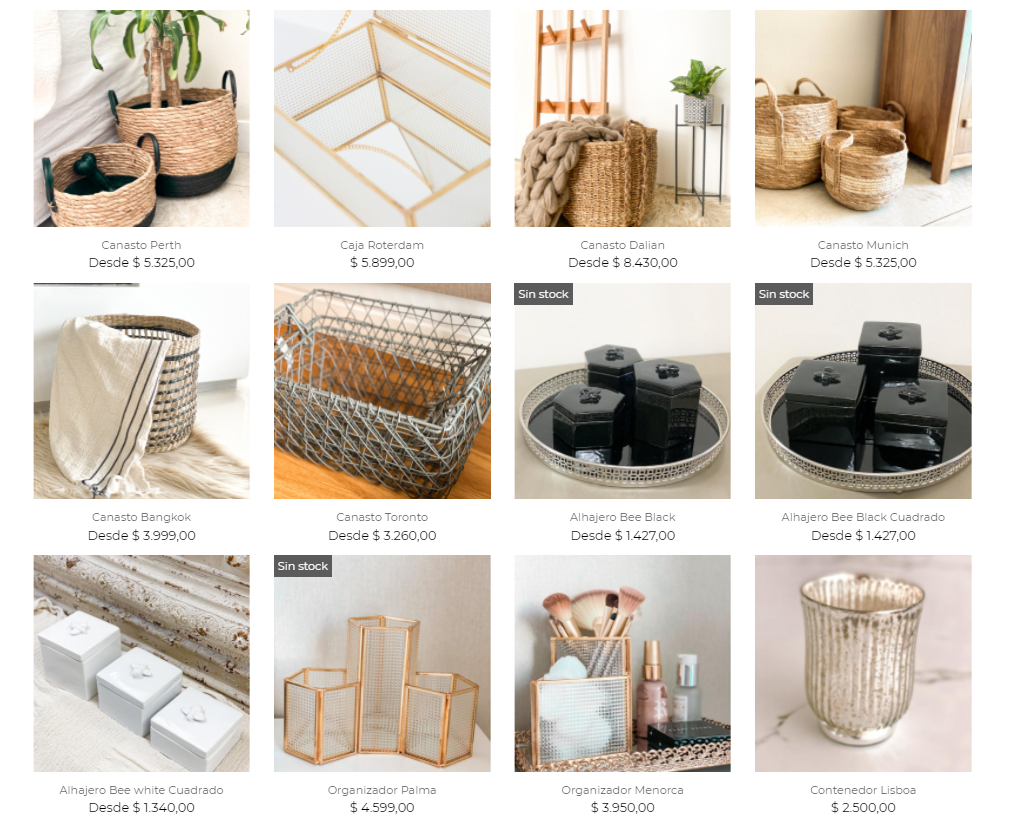 Canasto Perth
Desde $ 5.325,00
Caja Roterdam
$ 5.899,00
Canasto Dalian
Desde $ 8.430,00
Canasto Munich
Desde $ 5.325,00
Canasto Bangkok
Desde $ 3.999,00
Canasto Toronto
Desde $ 3.260,00
Sin stock
Alhajero Bee Black
Desde $ 1.427,00
Sin stock
Alhajero Bee Black Cuadrado
Desde $ 1.427,00
Alhajero Bee white Cuadrado
Desde $ 1.340,00
Sin stock
Organizador Palma
$ 4.599,00
Organizador Menorca
$ 3.950,00
Contenedor Lisboa
$ 2.500,00